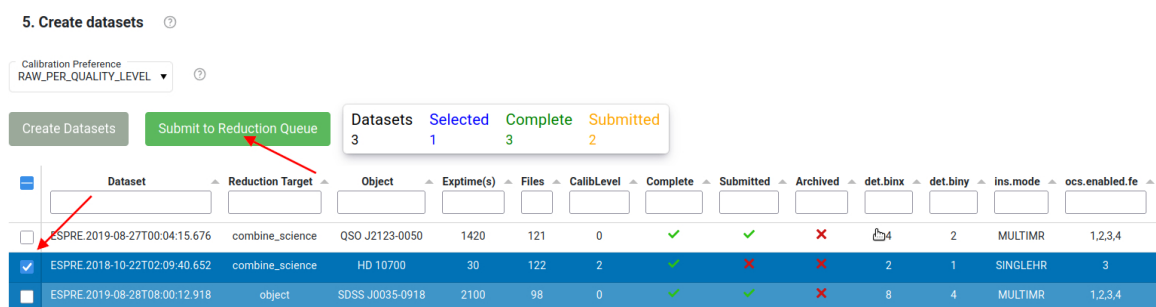 5. Create datasets ?
Calibration Preference
RAW_PER_QUALITY_LEVEL
?
Create Datasets Submit to Reduction Queue
Datasets Selected Complete Submitted
3 1 3 2
Dataset Reduction Target Object Exptime(s) Files CalibLevel Complete Submitted Archived det.binx det.biny ins.mode ocs.enabled.fe
ESPRE.2019-08-27T00:04:15.676 combine_science QSO J2123-0050 1420 121 0 4 2 MULTIMR 1,2,3,4
ESPRE.2018-10-22T02:09:40.652 combine_science HD 10700 30 122 2 2 1 SINGLEHR 3
ESPRE.2019-08-28T08:00:12.918 object SDSS J0035-0918 2100 98 0 8 4 MULTIMR 1,2,3,4